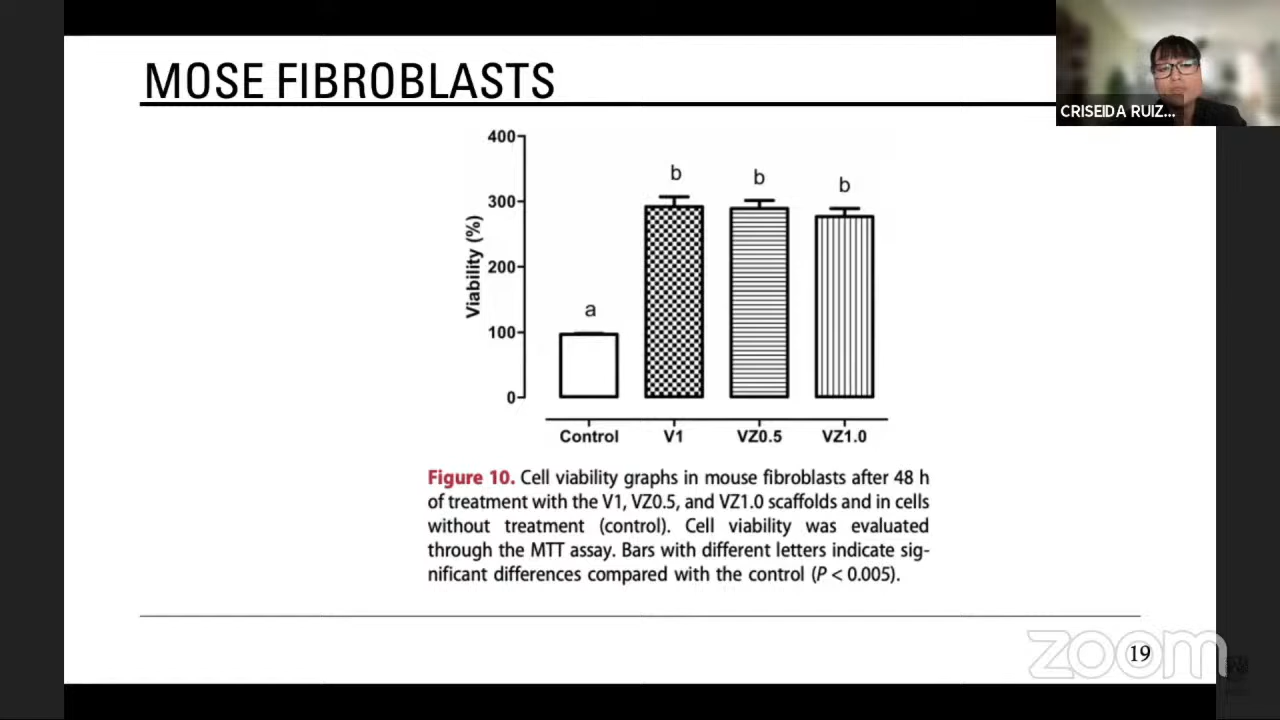 MOSE FIBROBLASTS
CRISEIDA RUIZ...
400
300
200
100
0
Viability (%)
a
b
b
b
Control V1 VZ0.5 VZ1.0
Figure 10. Cell viability graphs in mouse fibroblasts after 48 h
of treatment with the V1, VZ0.5, and VZ1.0 scaffolds and in cells
without treatment (control). Cell viability was evaluated
through the MTT assay. Bars with different letters indicate sig-
nificant differences compared with the control (P < 0.005).
zoom
19